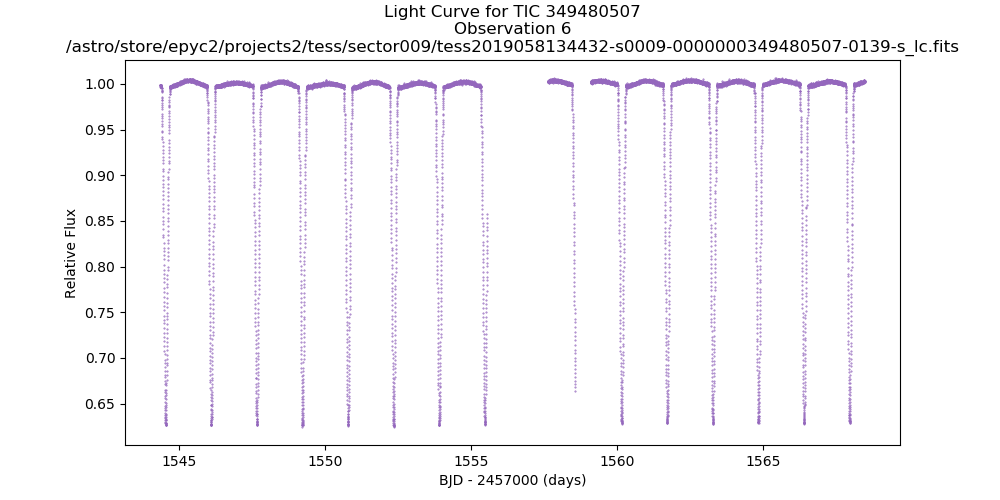 Light Curve for TIC 349480507
Observation 6
/astro/store/epyc2/projects2/tess/sector009/tess2019058134432-s0009-0000000349480507-0139-s_lc.fits
1.00
0.95
0.90
0.85
0.80
0.75
0.70
0.65
Relative Flux
1545
1550
1555
1560
1565
BJD - 2457000 (days)